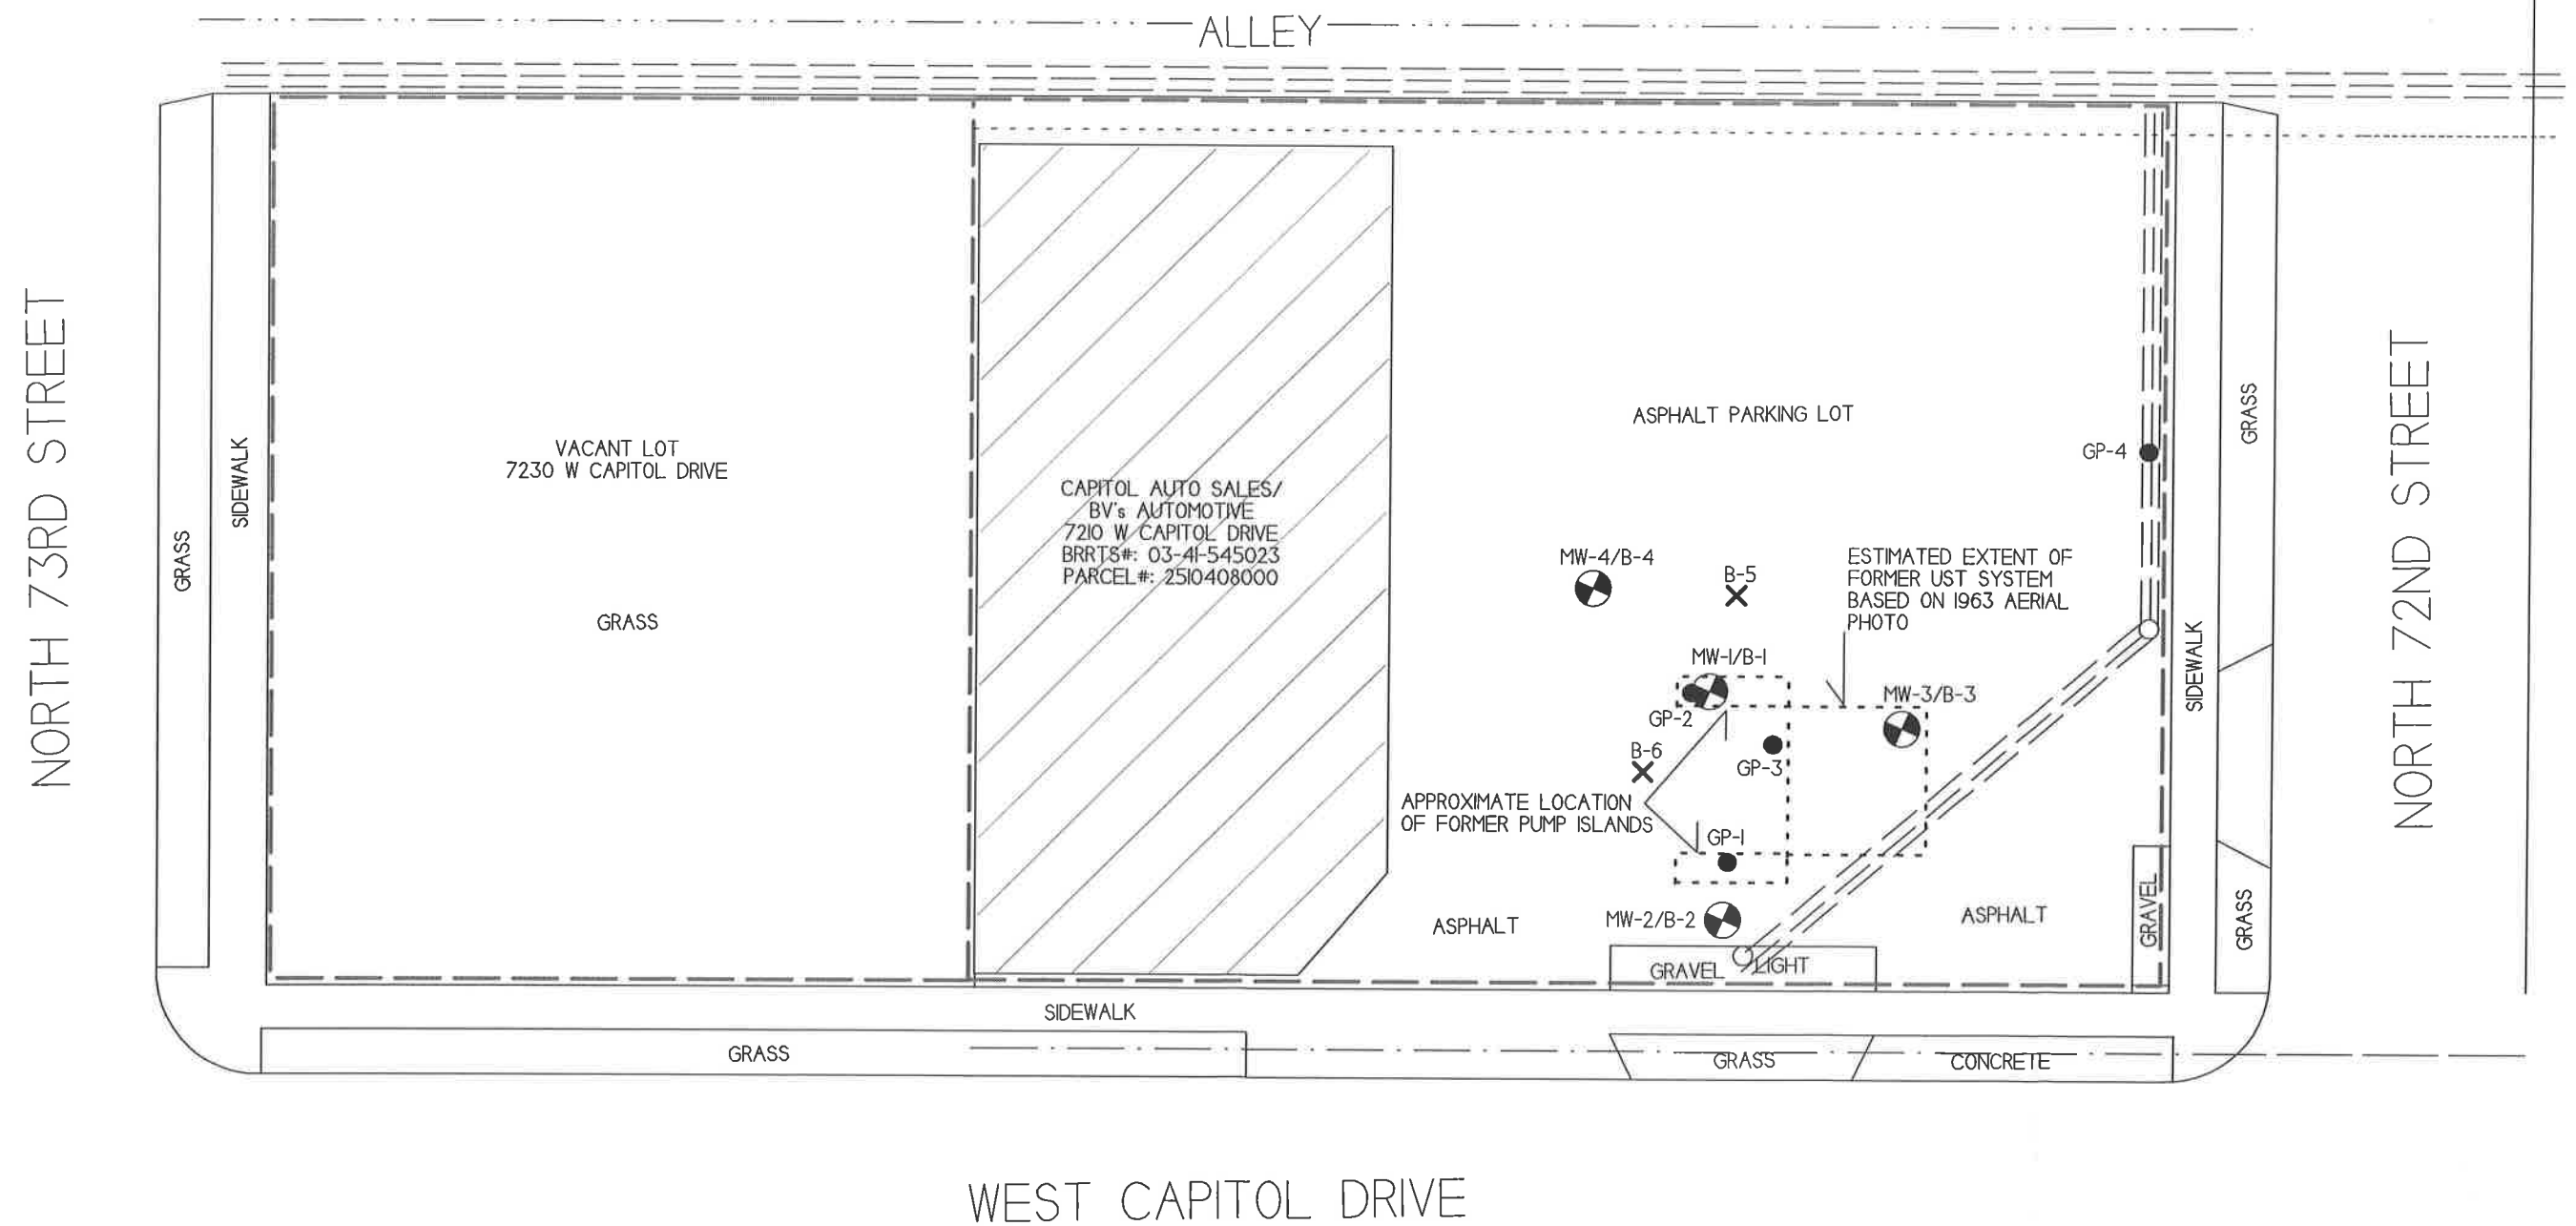 ALLEY
NORTH 73RD STREET
GRASS
SIDEWALK
VACANT LOT
7230 W CAPITOL DRIVE
GRASS
CAPITOL AUTO SALES/
BV's AUTOMOTIVE
7210 W CAPITOL DRIVE
BRRTS#: 03-41-545023
PARCEL#: 2510408000
ASPHALT PARKING LOT
GP-4
MW-4/B-4
B-5
ESTIMATED EXTENT OF
FORMER UST SYSTEM
BASED ON 1963 AERIAL
PHOTO
MW-1/B-1
GP-2
MW-3/B-3
B-6
GP-3
APPROXIMATE LOCATION
OF FORMER PUMP ISLANDS
GP-1
MW-2/B-2
ASPHALT
ASPHALT
GRAVEL
LIGHT
GRAVEL
SIDEWALK
GRASS
GRASS
NORTH 72ND STREET
SIDEWALK
GRASS
GRASS
CONCRETE
WEST CAPITOL DRIVE